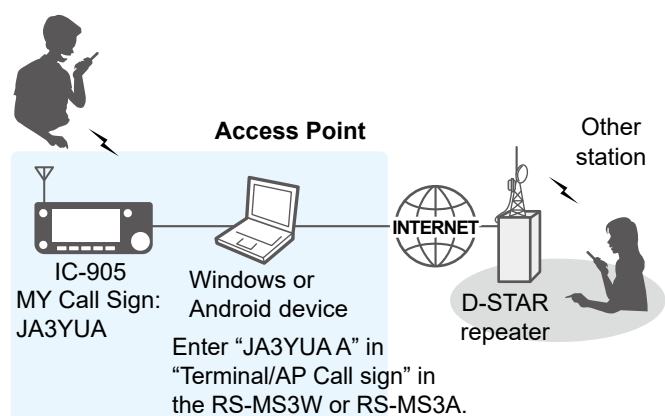 Access Point
Other
station
INTERNET
IC-905
MY Call Sign:
JA3YUA
Windows or
Android device
D-STAR
repeater
Enter “JA3YUA A” in
“Terminal/AP Call sign” in
the RS-MS3W or RS-MS3A.